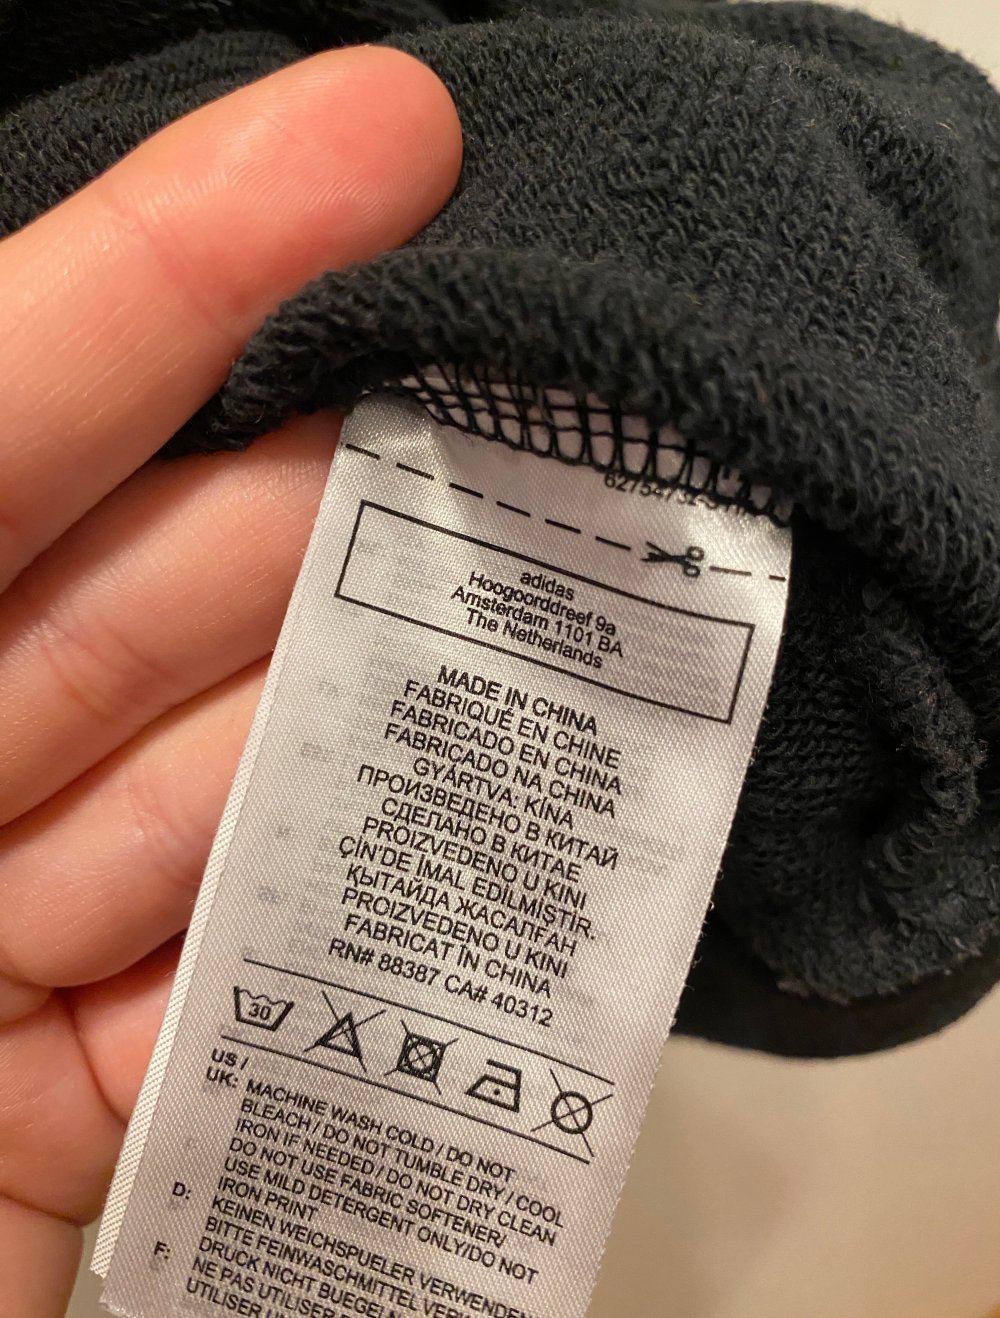 adidas
Hoogoorddreef 9a
Amsterdam 1101 BA
The Netherlands
MADE IN CHINA
FABRIQUÉ EN CHINE
FABRICADO EN CHINA
FABRICADO NA CHINA
GYÁRTVA: KÍNA
ПРОИЗВЕДЕНО В КИТАЙ
СДЕЛАНО В КИТАЕ
PROIZVEDENO U KINI
ÇİN'DE İMAL EDİLMİŞTİR.
ҚЫТАЙДА ЖАСАЛҒАН
PROIZVEDENO U KINI
FABRICAT ÎN CHINA
RN# 88387 CA# 40312
30
US /
UK: MACHINE WASH COLD / DO NOT
BLEACH / DO NOT TUMBLE DRY / COOL
IRON IF NEEDED / DO NOT DRY CLEAN
DO NOT USE FABRIC SOFTENER/
USE MILD DETERGENT ONLY/DO NOT
IRON PRINT
D: KEINEN WEICHSPUELER VERWENDEN
BITTE FEINWASCHMITTEL
DRUCK NICHT
F: NE PAS UTILISER
UTILISER